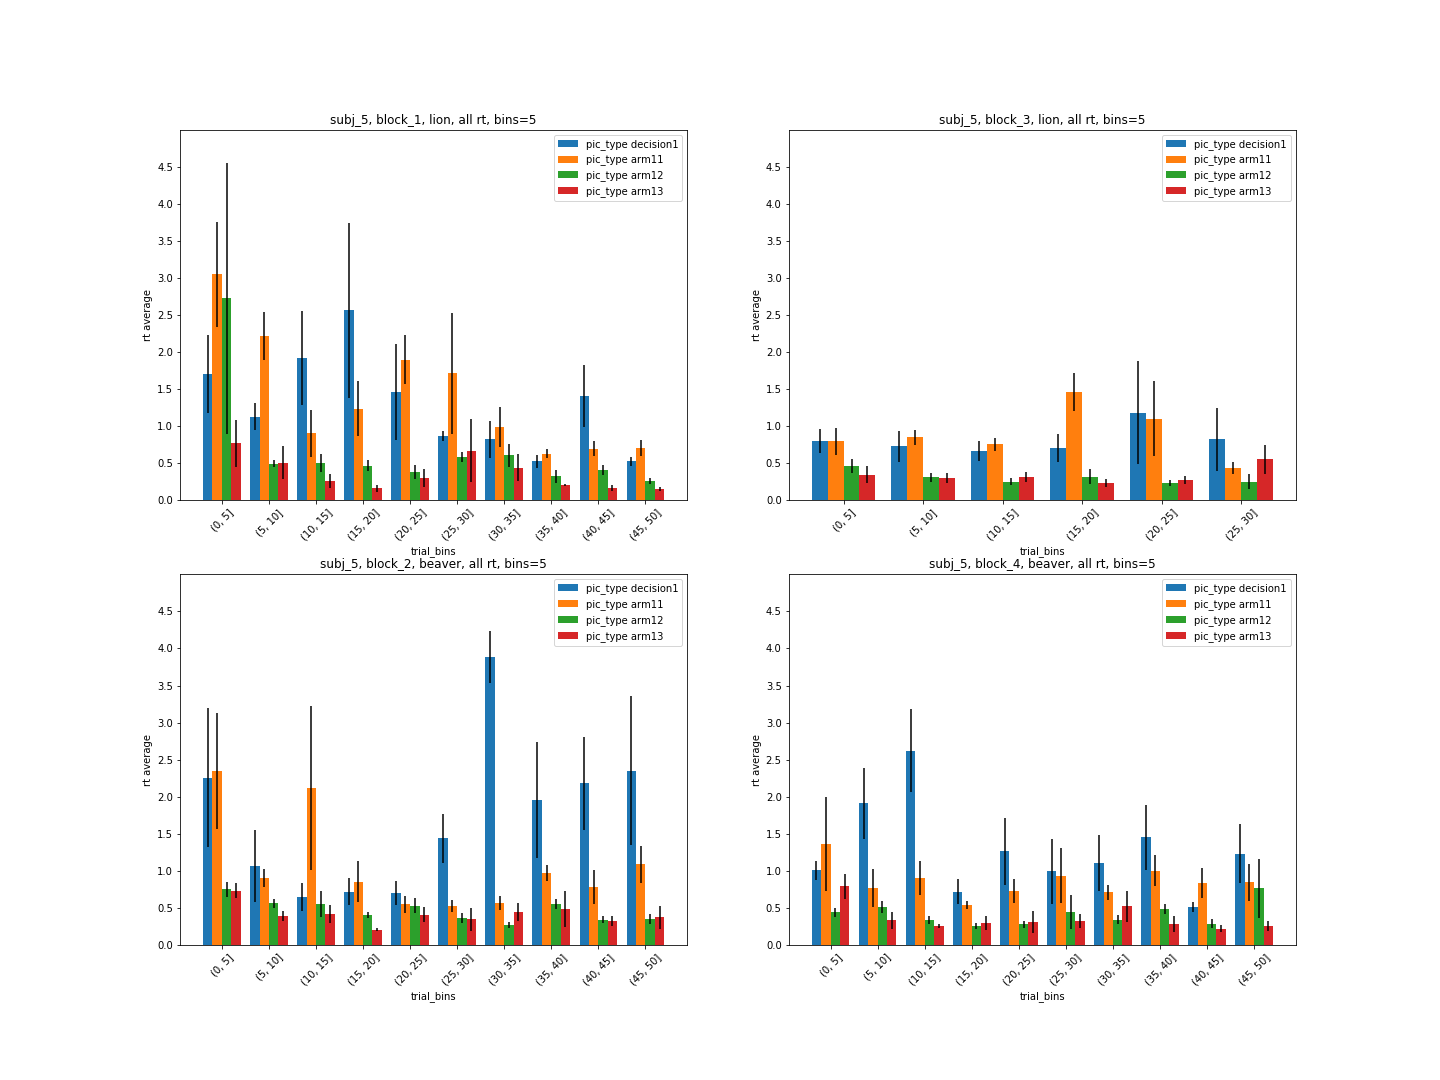 subj_5, block_1, lion, all rt, bins=5
pic_type decision1
pic_type arm11
pic_type arm12
pic_type arm13
4.5
4.0
3.5
3.0
2.5
2.0
1.5
1.0
0.5
0.0
rt average
(0, 5]
(5, 10]
(10, 15]
(15, 20]
(20, 25]
(25, 30]
(30, 35]
(35, 40]
(40, 45]
(45, 50]
trial_bins
subj_5, block_3, lion, all rt, bins=5
pic_type decision1
pic_type arm11
pic_type arm12
pic_type arm13
4.5
4.0
3.5
3.0
2.5
2.0
1.5
1.0
0.5
0.0
rt average
(0, 5]
(5, 10]
(10, 15]
(15, 20]
(20, 25]
(25, 30]
trial_bins
subj_5, block_2, beaver, all rt, bins=5
pic_type decision1
pic_type arm11
pic_type arm12
pic_type arm13
4.5
4.0
3.5
3.0
2.5
2.0
1.5
1.0
0.5
0.0
rt average
(0, 5]
(5, 10]
(10, 15]
(15, 20]
(20, 25]
(25, 30]
(30, 35]
(35, 40]
(40, 45]
(45, 50]
trial_bins
subj_5, block_4, beaver, all rt, bins=5
pic_type decision1
pic_type arm11
pic_type arm12
pic_type arm13
4.5
4.0
3.5
3.0
2.5
2.0
1.5
1.0
0.5
0.0
rt average
(0, 5]
(5, 10]
(10, 15]
(15, 20]
(20, 25]
(25, 30]
(30, 35]
(35, 40]
(40, 45]
(45, 50]
trial_bins